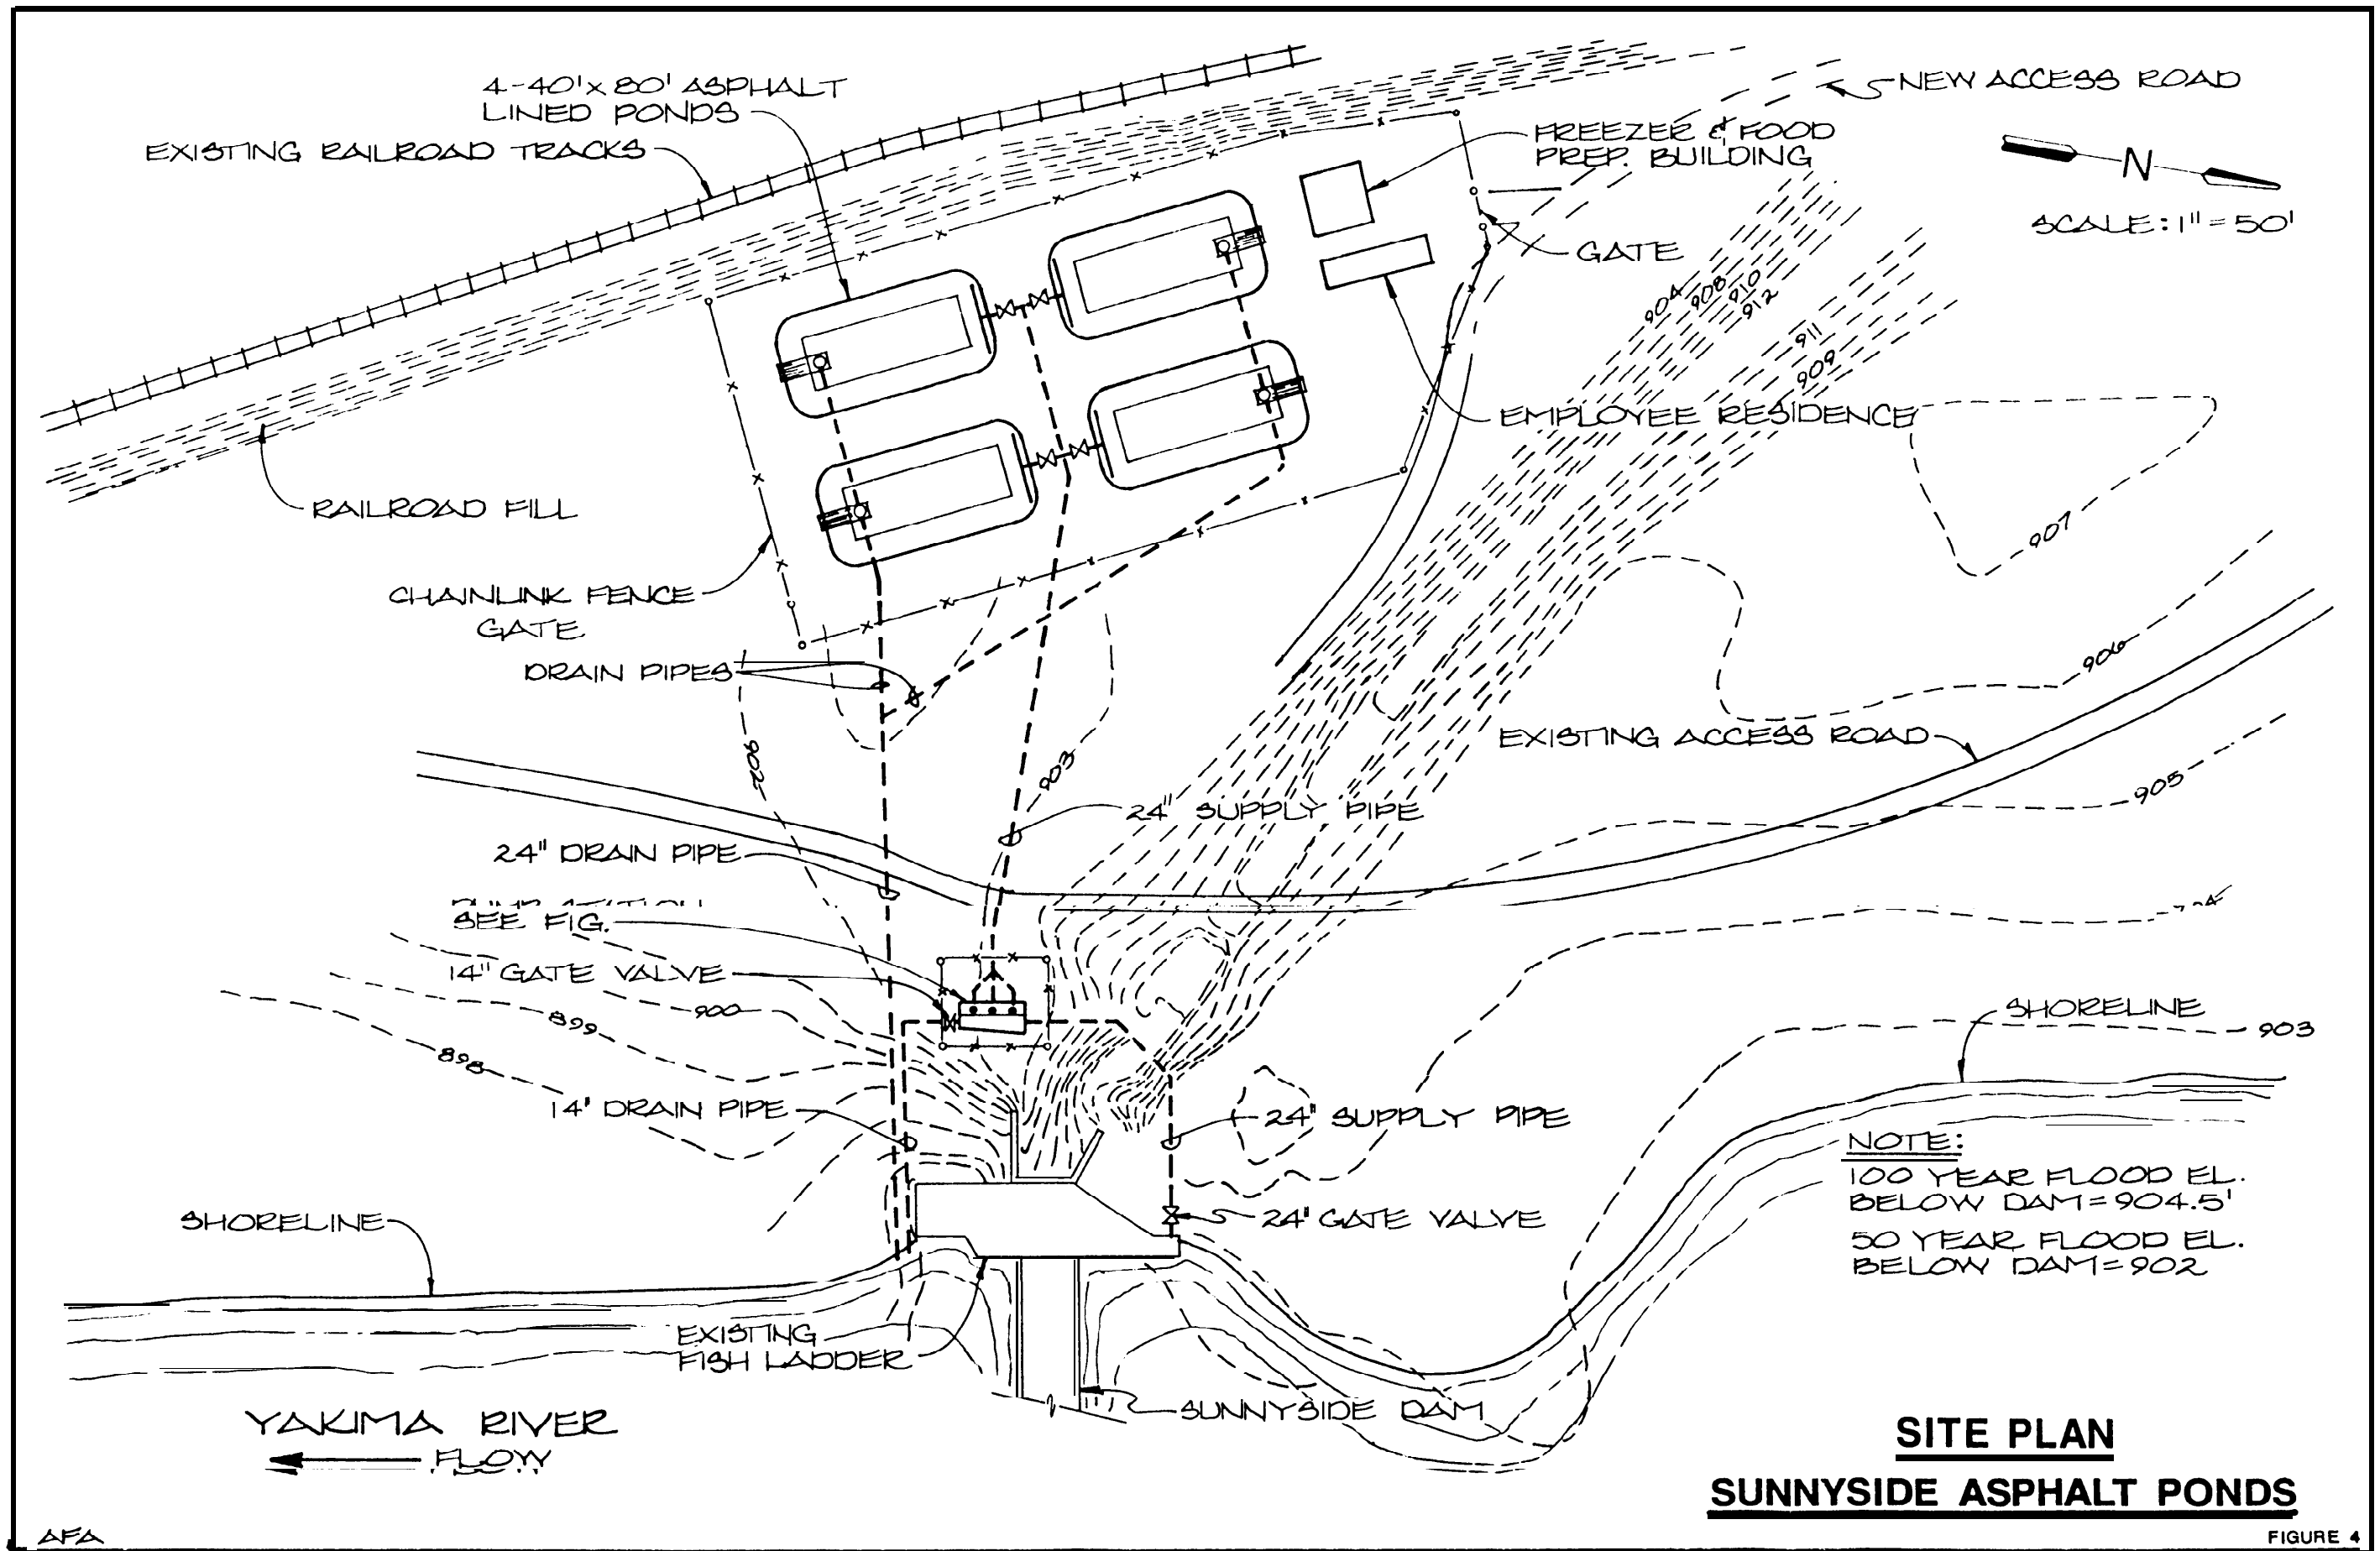 4-40'x 80' ASPHALT
LINED PONDS
EXISTING RAILROAD TRACKS
NEW ACCESS ROAD
FREEZER & FOOD
PREP. BUILDING
N
SCALE: 1" = 50'
GATE
904
908
910
912
911
909
EMPLOYEE RESIDENCE
RAILROAD FILL
907
CHAINLINK FENCE
GATE
DRAIN PIPES
906
EXISTING ACCESS ROAD
902
903
905
24" SUPPLY PIPE
24" DRAIN PIPE
SEE FIG.
14" GATE VALVE
900
899
898
SHORELINE
903
14' DRAIN PIPE
24' SUPPLY PIPE
NOTE:
100 YEAR FLOOD EL.
BELOW DAM = 904.5'
50 YEAR FLOOD EL.
BELOW DAM = 902
SHORELINE
24' GATE VALVE
EXISTING
FISH LADDER
SUNNYSIDE DAM
YAKIMA RIVER
FLOW
SITE PLAN
SUNNYSIDE ASPHALT PONDS
AFA
FIGURE 4